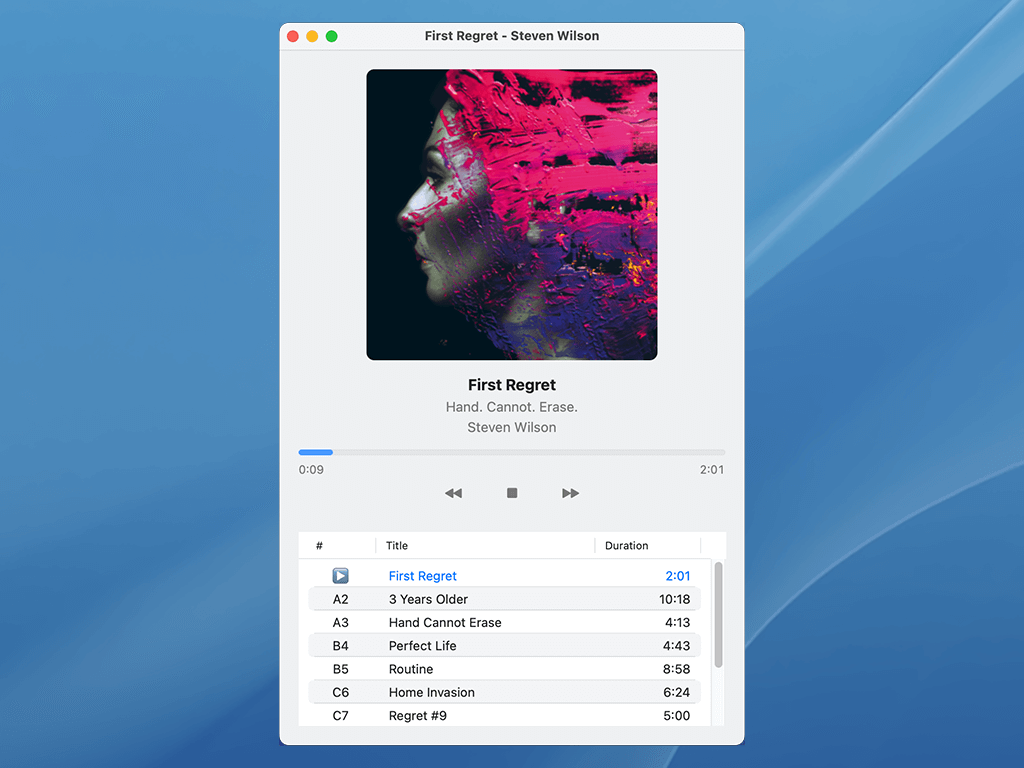 First Regret - Steven Wilson
First Regret
Hand. Cannot. Erase.
Steven Wilson
0:09 2:01
# Title Duration
First Regret 2:01
A2 3 Years Older 10:18
A3 Hand Cannot Erase 4:13
B4 Perfect Life 4:43
B5 Routine 8:58
C6 Home Invasion 6:24
C7 Regret #9 5:00